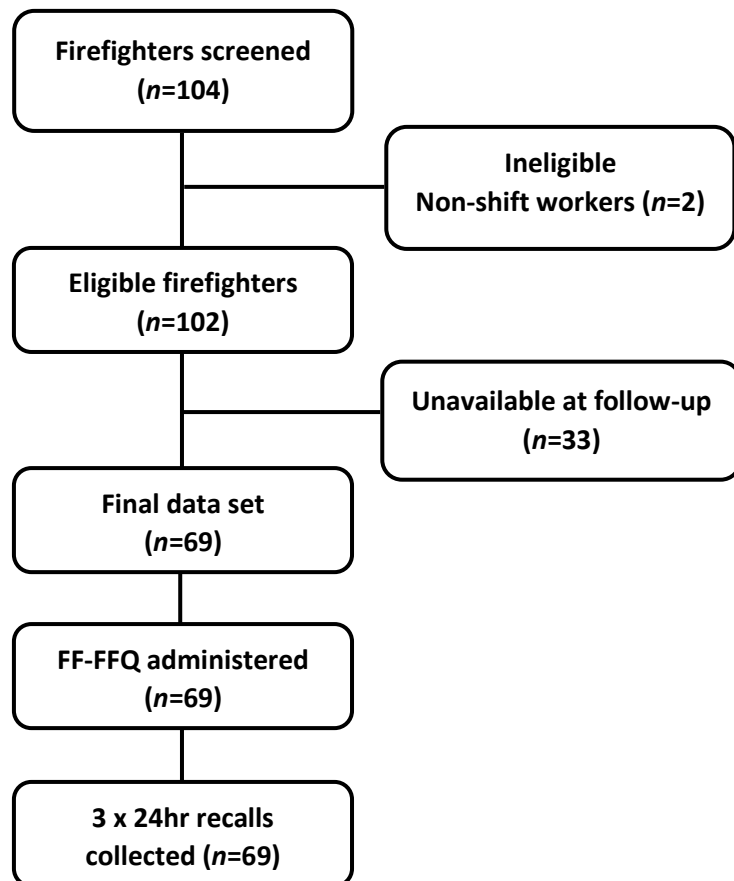 Firefighters screened
(n=104)
Ineligible
Non-shift workers (n=2)
Eligible firefighters
(n=102)
Unavailable at follow-up
(n=33)
Final data set
(n=69)
FF-FFQ administered
(n=69)
3 x 24hr recalls
collected (n=69)